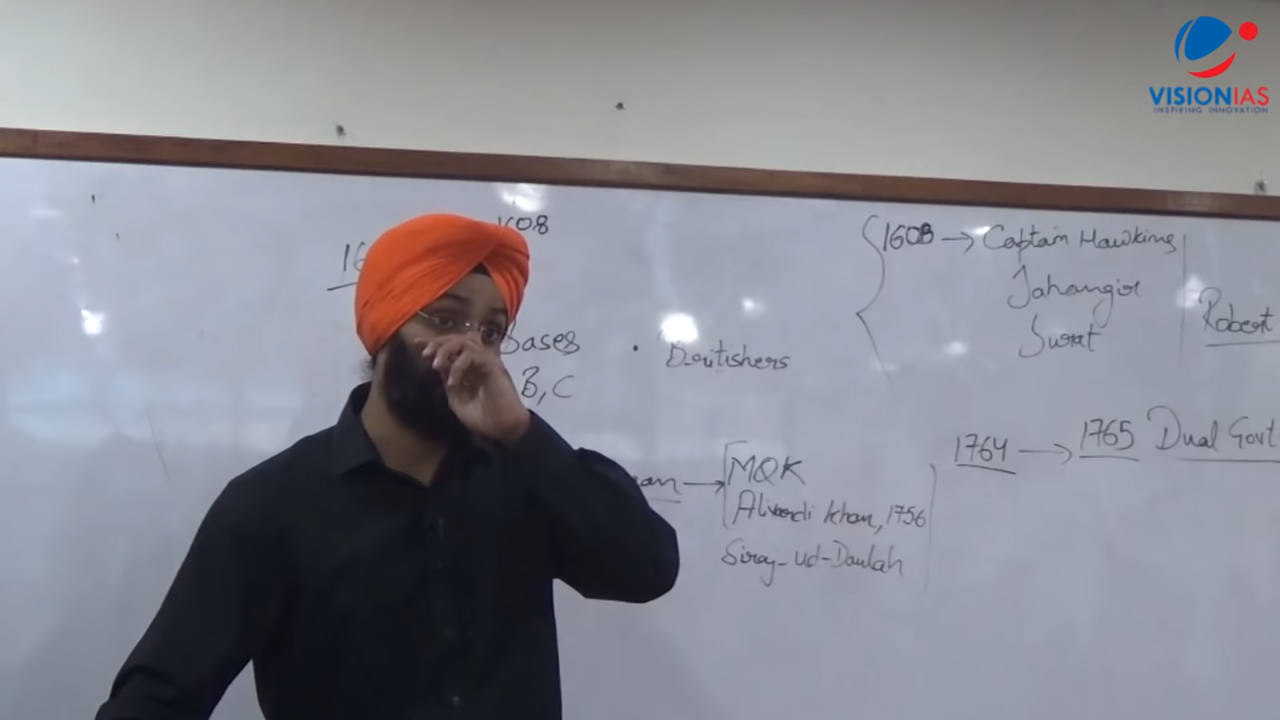 VISIONIAS
INSPIRING INNOVATION
1608
Bases
B, C
• Britishers
1608 → Captain Hawkins
Jahangir
Surat
Robert
MQK
Alivardi Khan, 1756
Siraj-ud-Daulah
1764 → 1765 Dual Govt